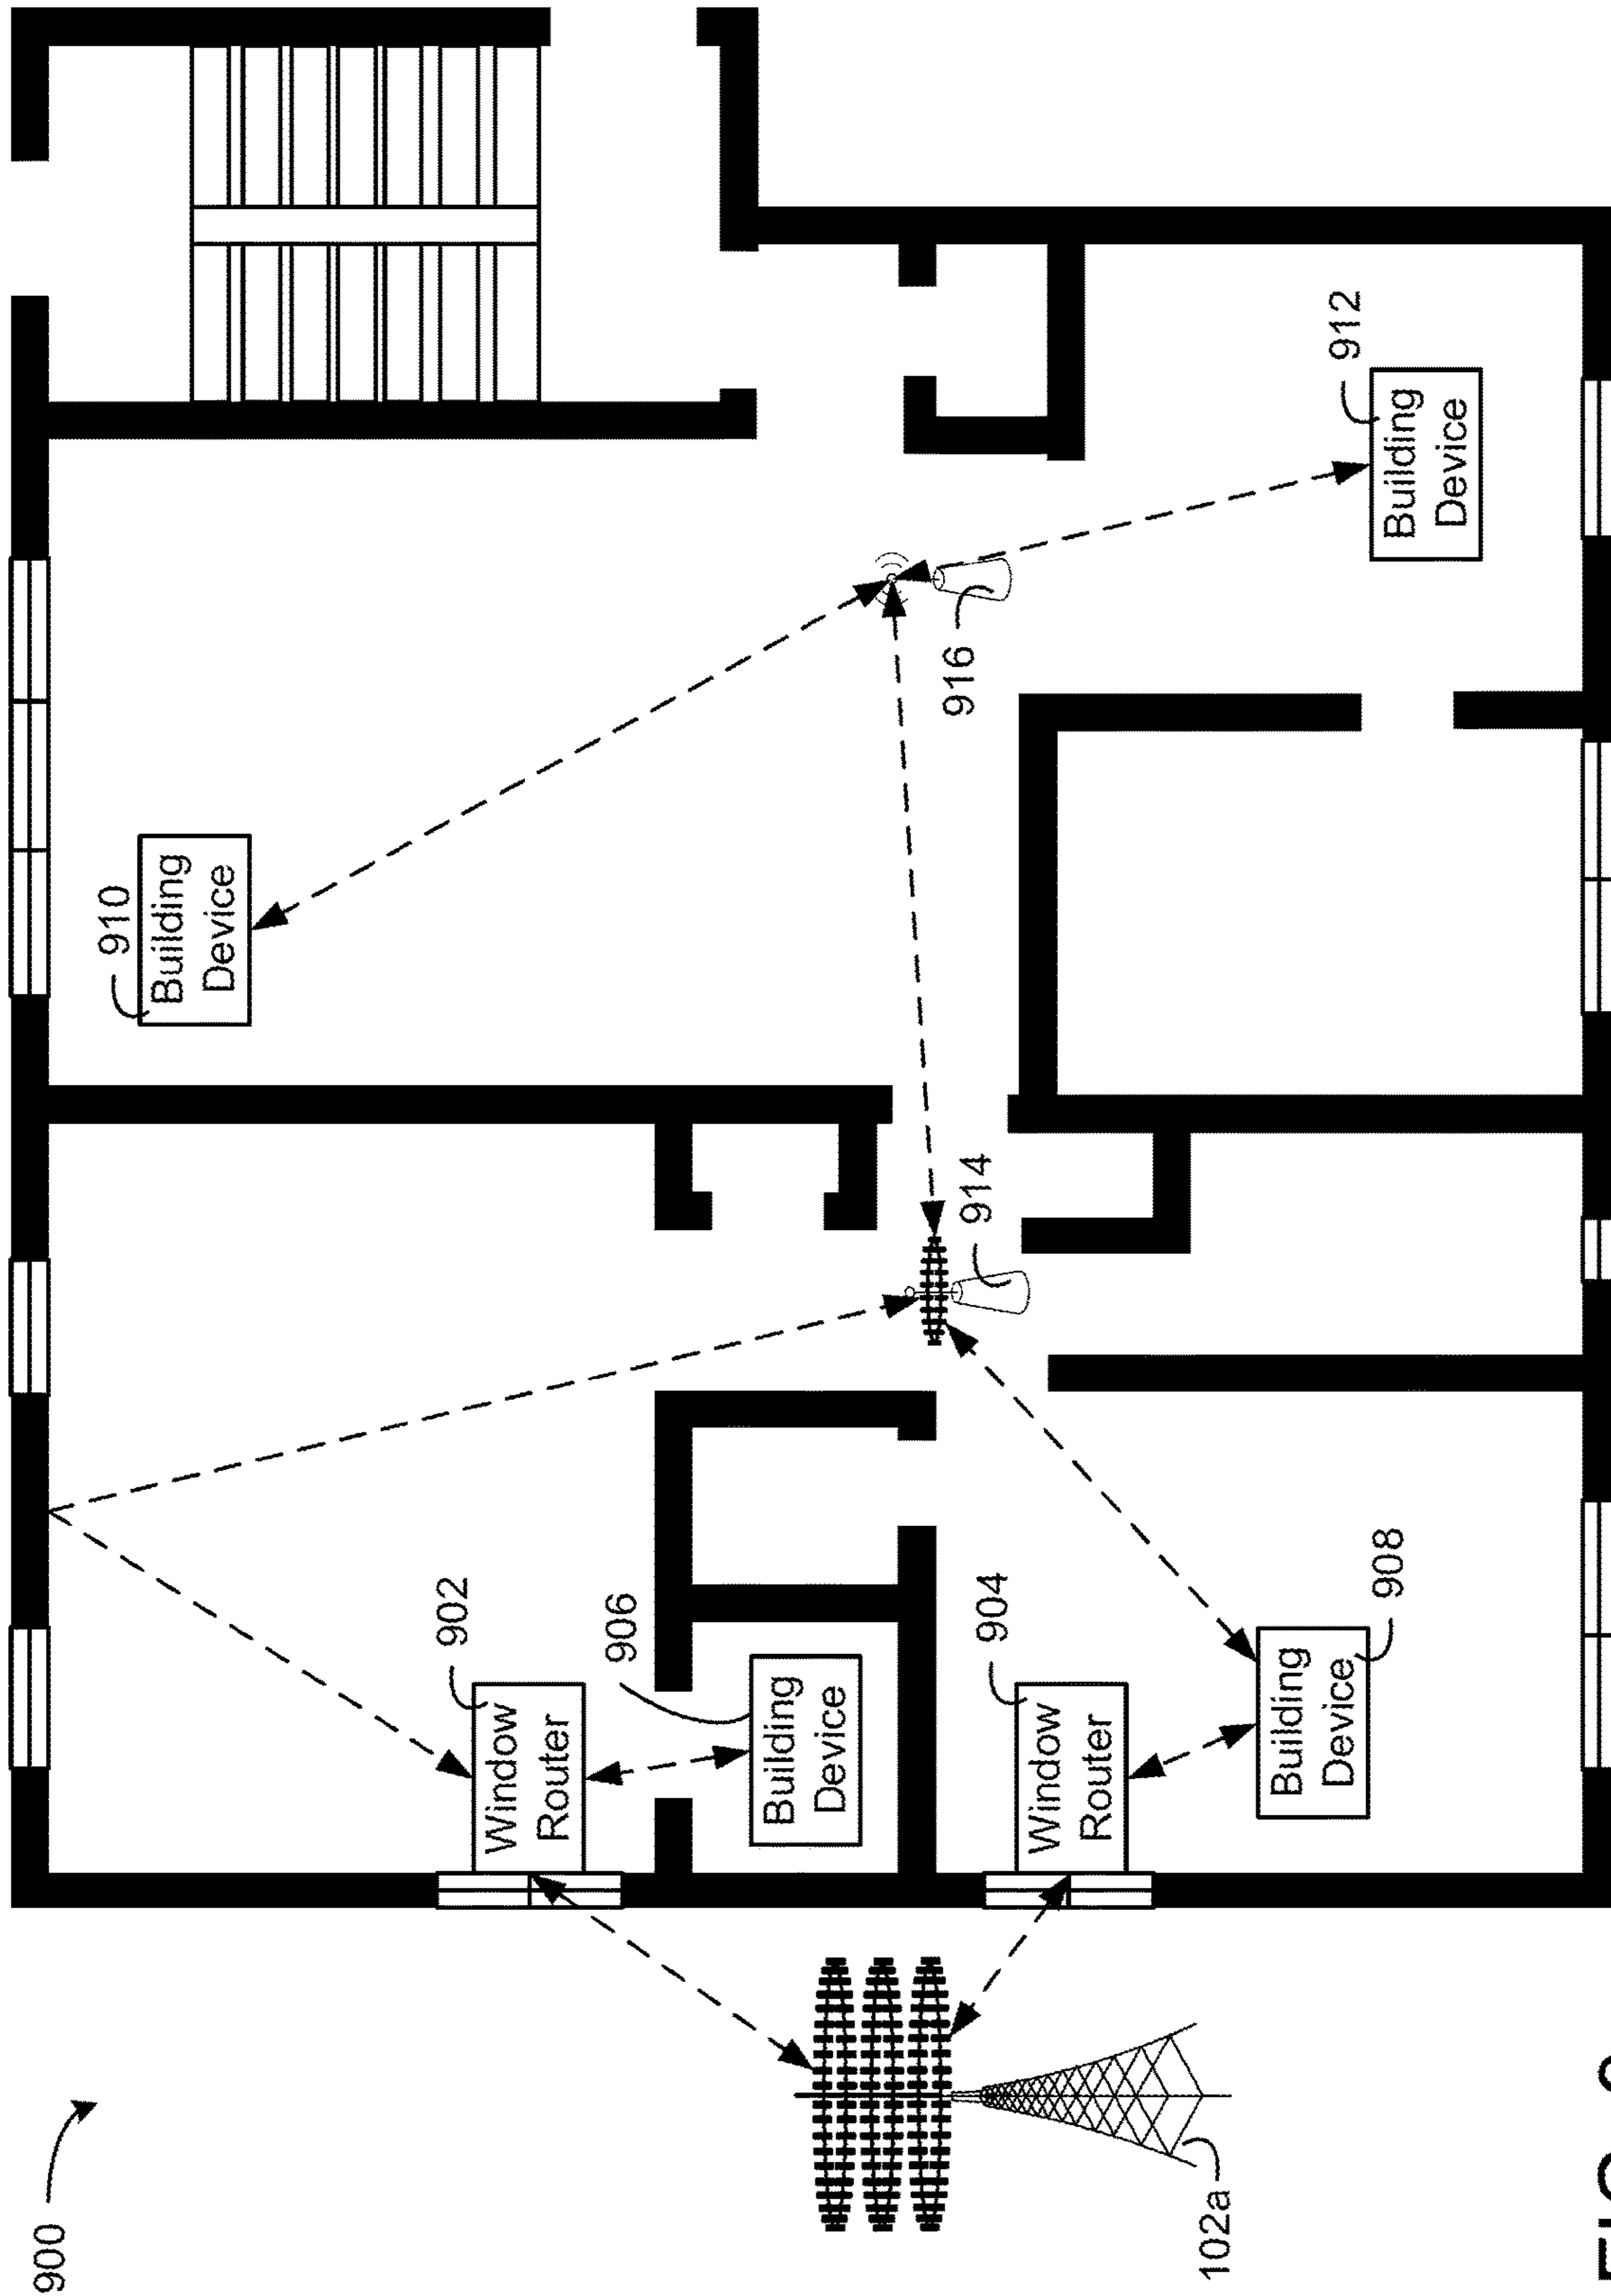 900
910
Building
Device
902
Window
Router
906
Building
Device
916
914
904
Window
Router
102a
Building
Device
908
912
Building
Device
FIG.